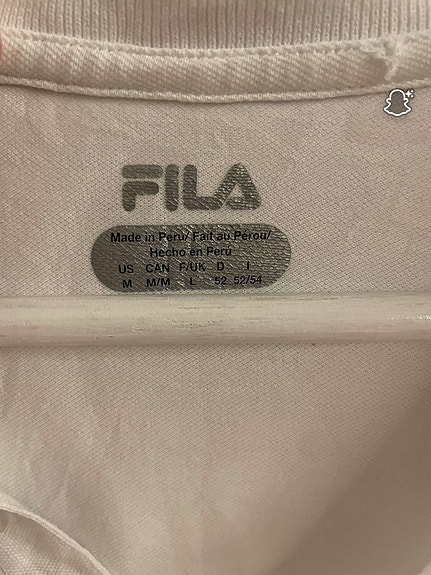 FILA
Made in Peru/ Fait au Pérou/
Hecho en Perú
US CAN F/UK D I
M M/M L 52 52/54